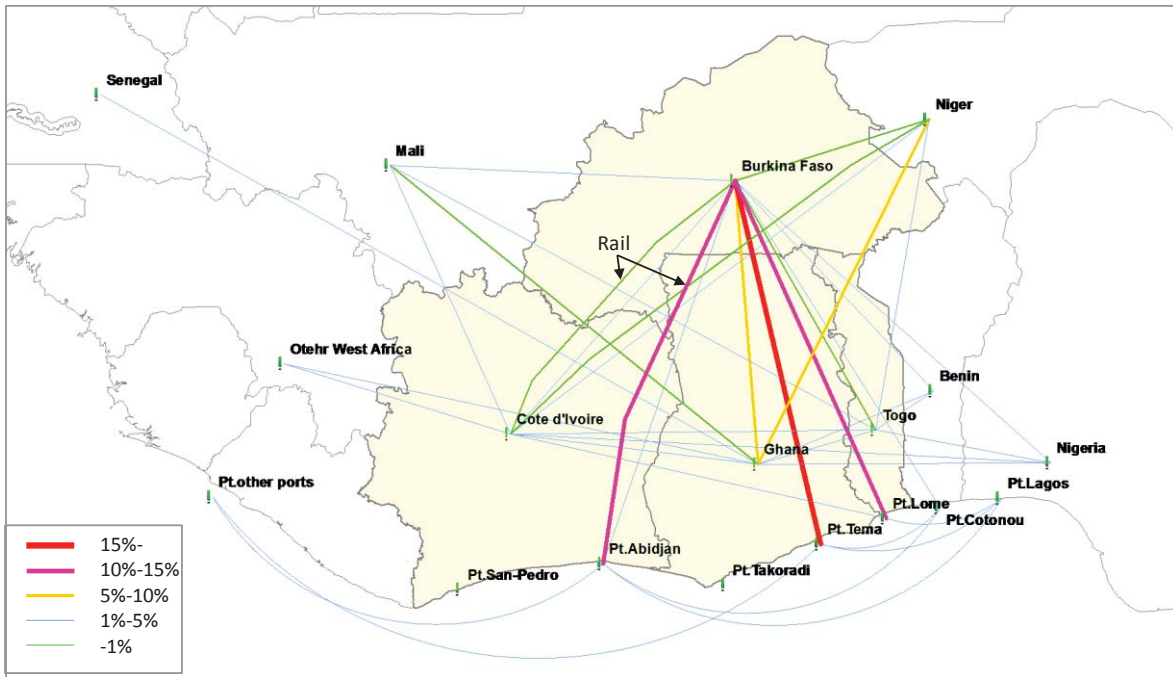 Senegal
Niger
Mali
Burkina Faso
Rail
Otehr West Africa
Benin
Cote d'Ivoire
Togo
Ghana
Nigeria
Pt.other ports
Pt.Lagos
Pt.Lome
Pt.Cotonou
Pt.Tema
Pt.Abidjan
Pt.San-Pedro
Pt.Takoradi
15%-
10%-15%
5%-10%
1%-5%
-1%